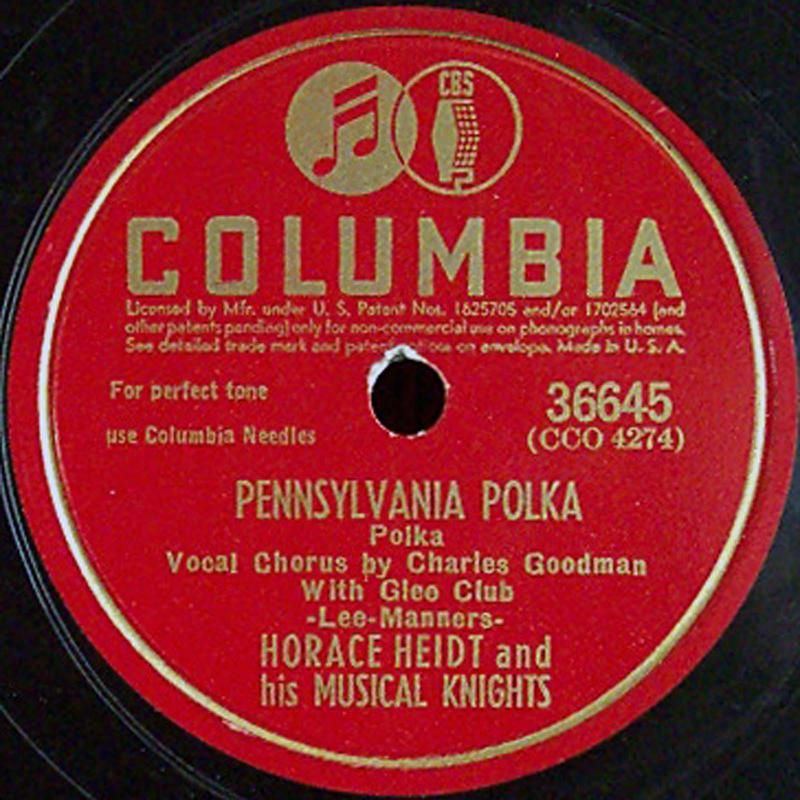 CBS
COLUMBIA
Licensed by Mfr. under U. S. Patent Nos. 1625705 and/or 1702564 (and
other patents pending) only for non-commercial use on phonographs in homes.
See detailed trade mark and patent on envelope. Made in U. S. A.
For perfect tone
use Columbia Needles
36645
(CCO 4274)
PENNSYLVANIA POLKA
Polka
Vocal Chorus by Charles Goodman
With Glee Club
-Lee-Manners-
HORACE HEIDT and
his MUSICAL KNIGHTS